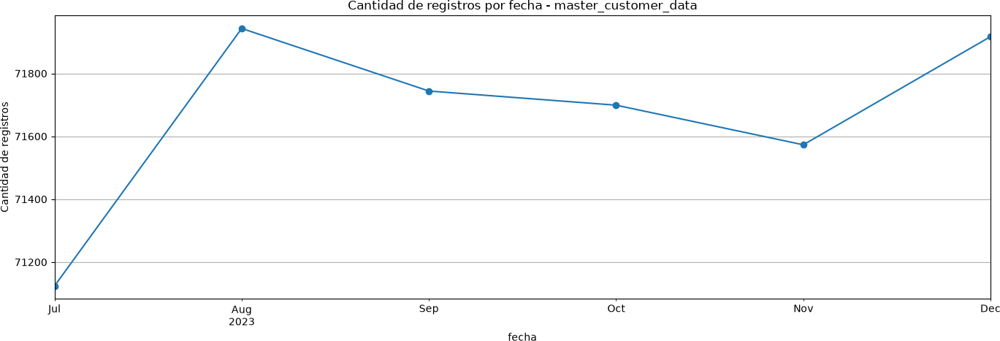 Cantidad de registros por fecha - master_customer_data
Cantidad de registros
71800
71600
71400
71200
Jul
Aug
2023
Sep
Oct
Nov
Dec
fecha